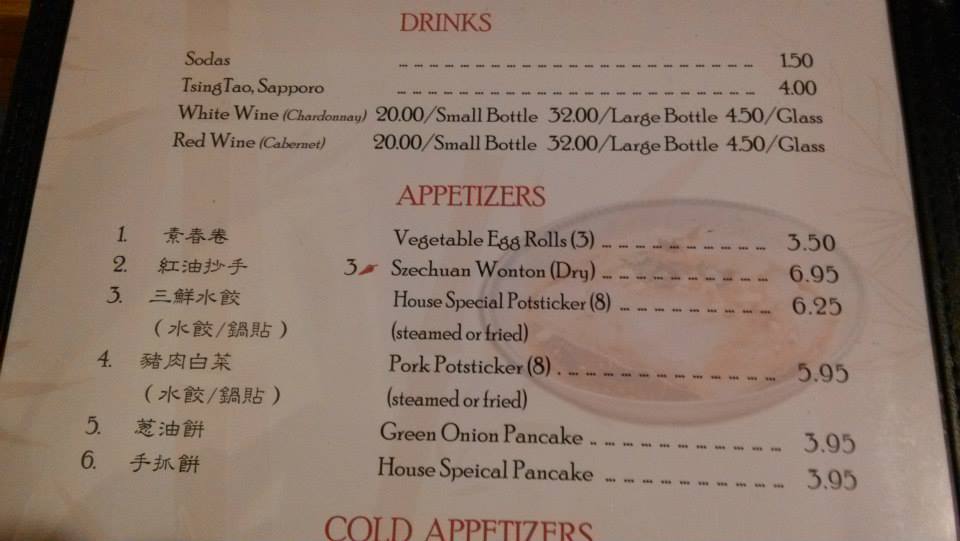 DRINKS
Sodas ... ... ... ... ... ... ... ... ... ... ... ... ... ... ... ... ... ... ... ... 1.50
TsingTao, Sapporo ... ... ... ... ... ... ... ... ... ... ... ... ... ... ... ... ... ... ... ... 4.00
White Wine (Chardonnay) 20.00/Small Bottle 32.00/Large Bottle 4.50/Glass
Red Wine (Cabernet) 20.00/Small Bottle 32.00/Large Bottle 4.50/Glass
APPETIZERS
1. 素春卷 Vegetable Egg Rolls (3) ... ... ... ... ... ... ... ... ... 3.50
2. 紅油抄手 3 Szechuan Wonton (Dry) ... ... ... ... ... ... ... ... ... 6.95
3. 三鮮水餃 House Special Potsticker (8) ... ... ... ... ... ... ... ... 6.25
(水餃/鍋貼) (steamed or fried)
4. 豬肉白菜 Pork Potsticker (8) . ... ... ... ... ... ... ... ... ... ... ... 5.95
(水餃/鍋貼) (steamed or fried)
5. 蔥油餅 Green Onion Pancake .. ... ... ... ... ... ... ... ... ... ... 3.95
6. 手抓餅 House Speical Pancake ... ... ... ... ... ... ... ... ... ... 3.95
COLD APPETIZERS